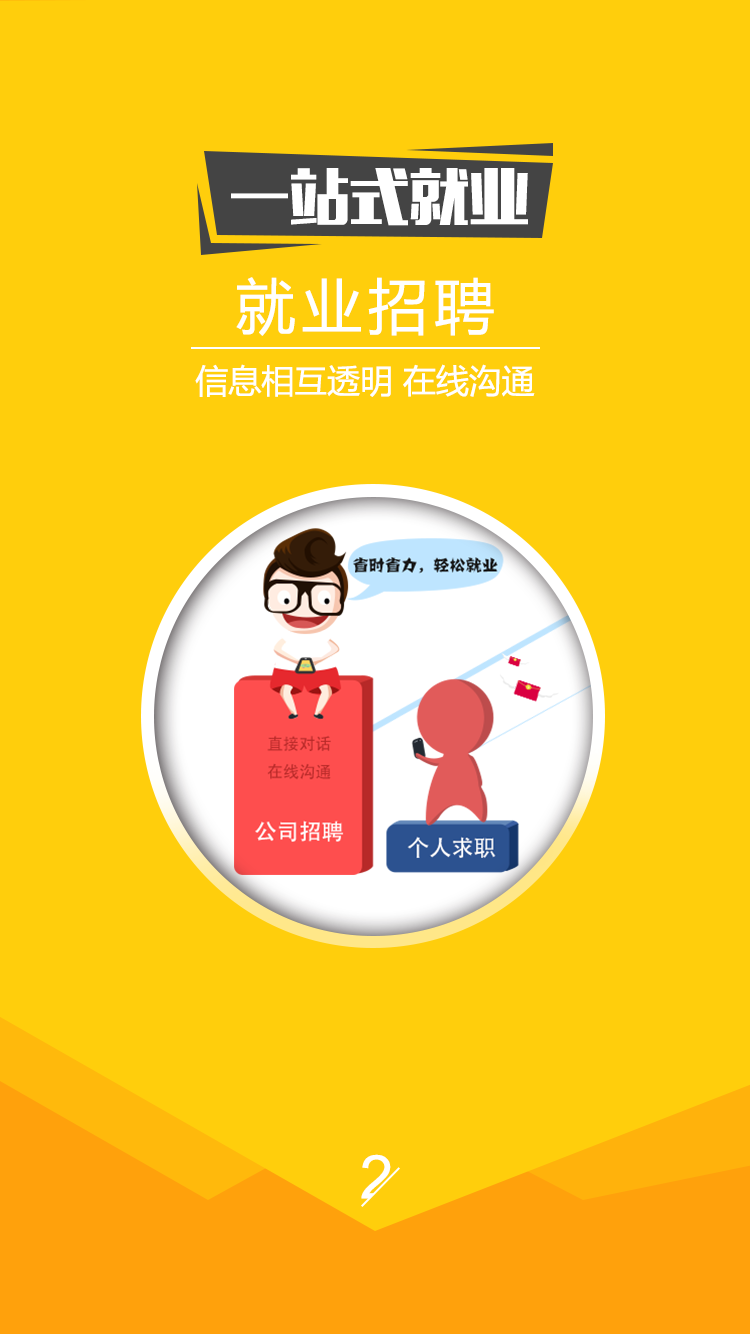 一站式就业
就业招聘
信息相互透明 在线沟通
省时省力，轻松就业
直接对话
在线沟通
公司招聘
个人求职
2